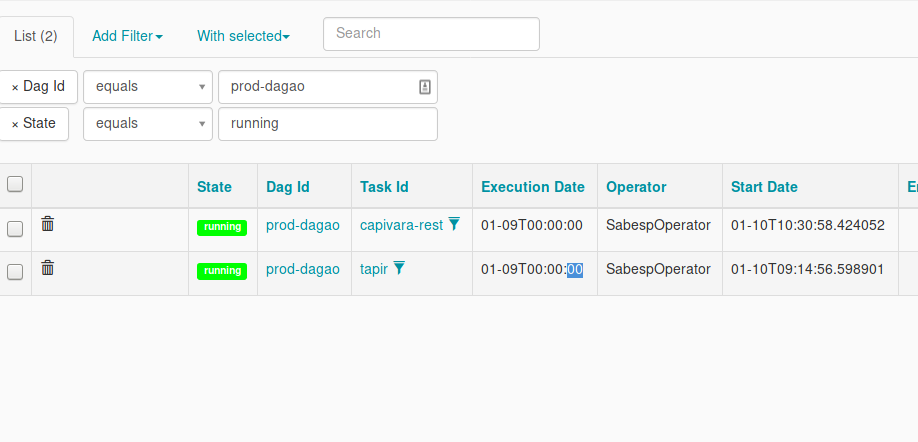 List (2) Add Filter With selected Search
× Dag Id equals prod-dagao
× State equals running
State Dag Id Task Id Execution Date Operator Start Date
running prod-dagao capivara-rest 01-09T00:00:00 SabespOperator 01-10T10:30:58.424052
running prod-dagao tapir 01-09T00:00:00 SabespOperator 01-10T09:14:56.598901